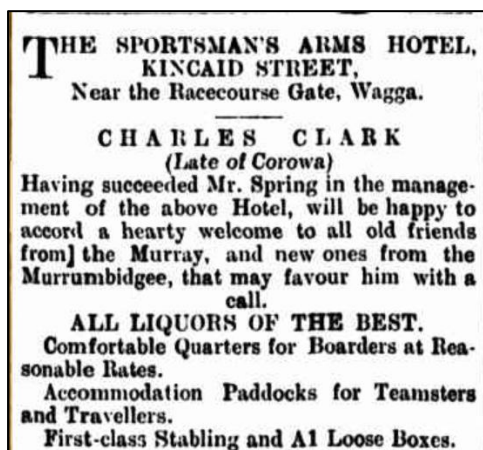 THE SPORTSMAN'S ARMS HOTEL,
KINCAID STREET,
Near the Racecourse Gate, Wagga.
CHARLES CLARK
(Late of Corowa)
Having succeeded Mr. Spring in the manage-
ment of the above Hotel, will be happy to
accord a hearty welcome to all old friends
from] the Murray, and new ones from the
Murrumbidgee, that may favour him with a
call.
ALL LIQUORS OF THE BEST.
Comfortable Quarters for Boarders at Rea-
sonable Rates.
Accommodation Paddocks for Teamsters
and Travellers.
First-class Stabling and A1 Loose Boxes.